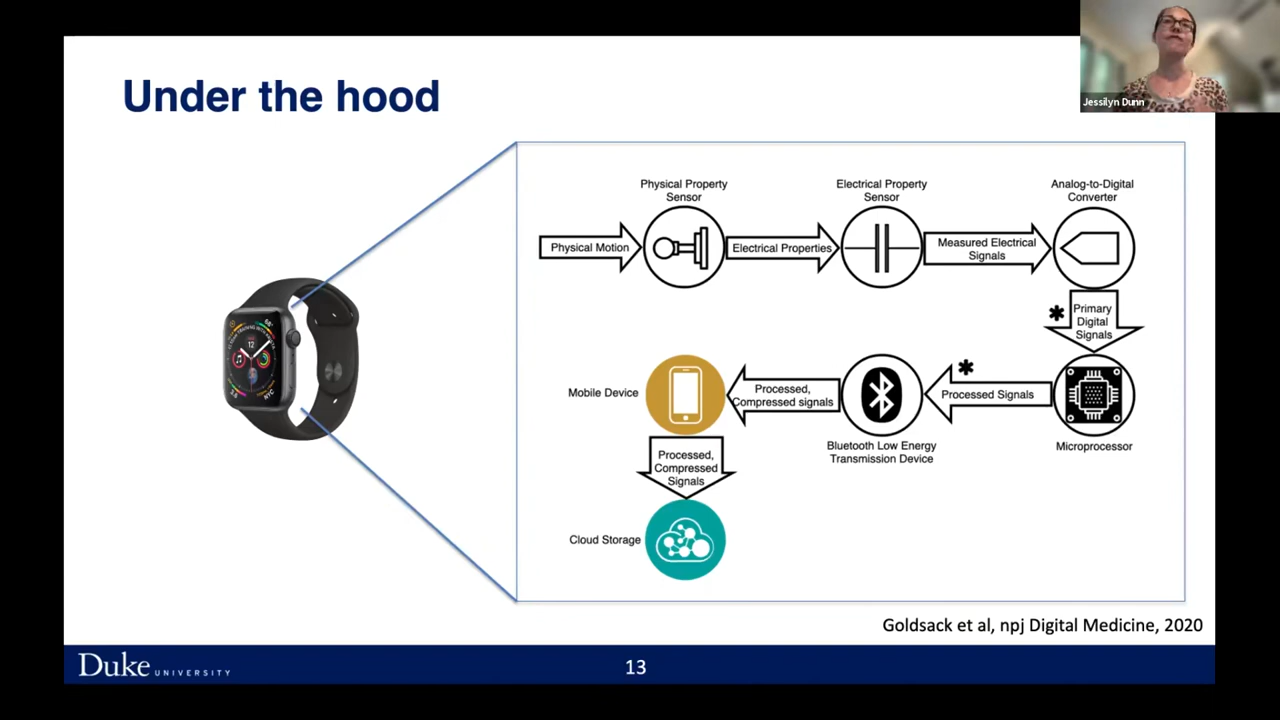 Under the hood
Jessilyn Dunn
Physical Property
Sensor
Electrical Property
Sensor
Analog-to-Digital
Converter
Physical Motion
Electrical Properties
Measured Electrical
Signals
*
Primary
Digital
Signals
Mobile Device
Processed,
Compressed signals
*
Processed Signals
Bluetooth Low Energy
Transmission Device
Microprocessor
Processed,
Compressed
Signals
Cloud Storage
Goldsack et al, npj Digital Medicine, 2020
Duke UNIVERSITY
13